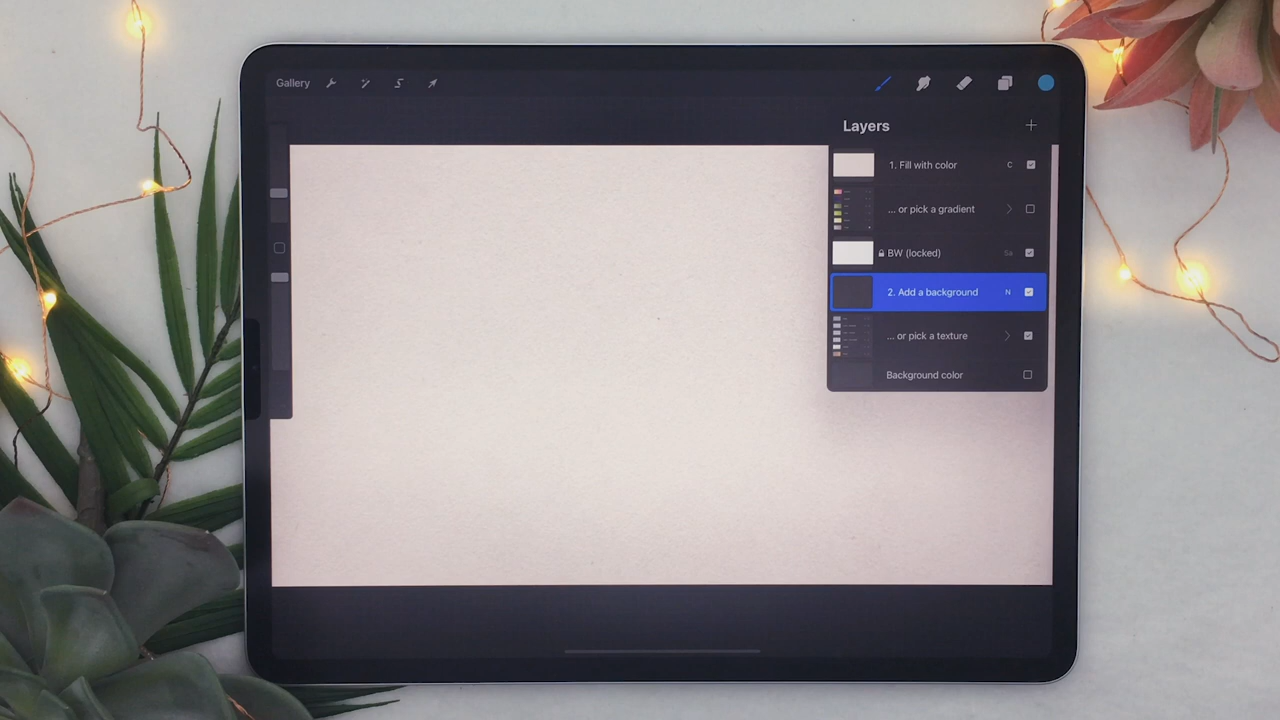 Gallery
Layers
1. Fill with color C
... or pick a gradient
BW (locked) Sa
2. Add a background N
... or pick a texture
Background color